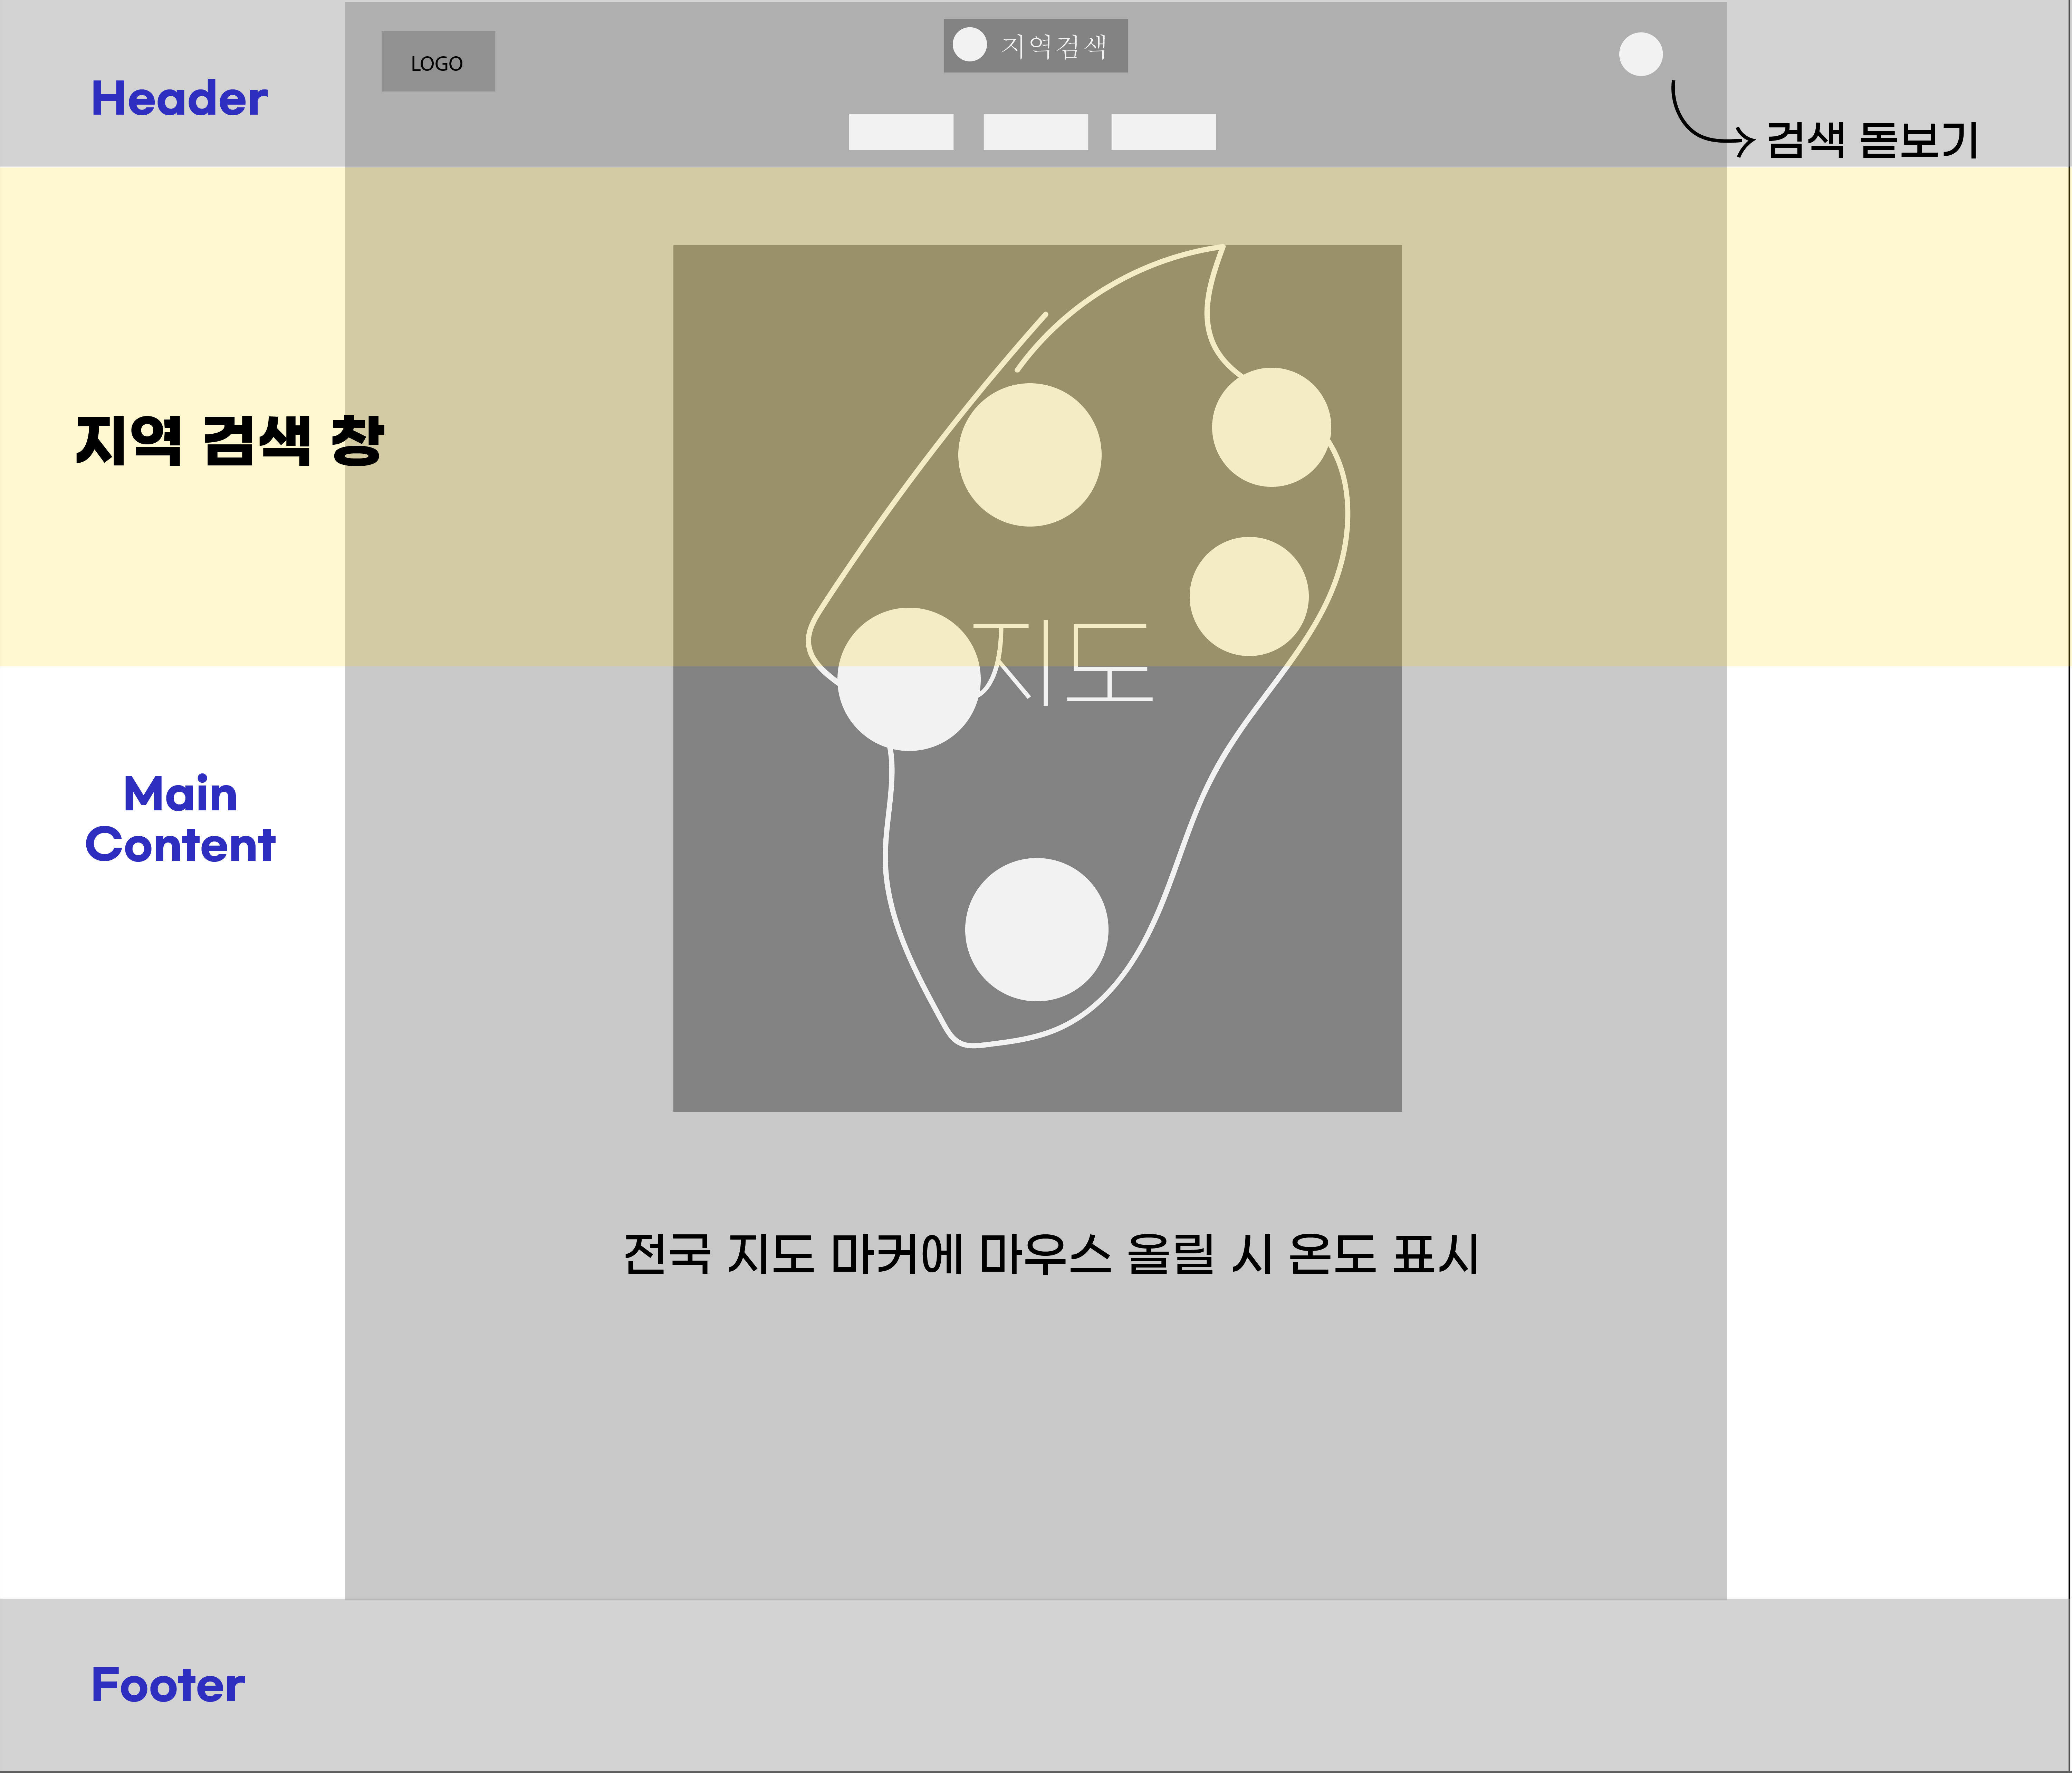 LOGO
지역검색
Header
검색 돋보기
지역 검색 창
지도
Main
Content
전국 지도 마커에 마우스 올릴 시 온도 표시
Footer